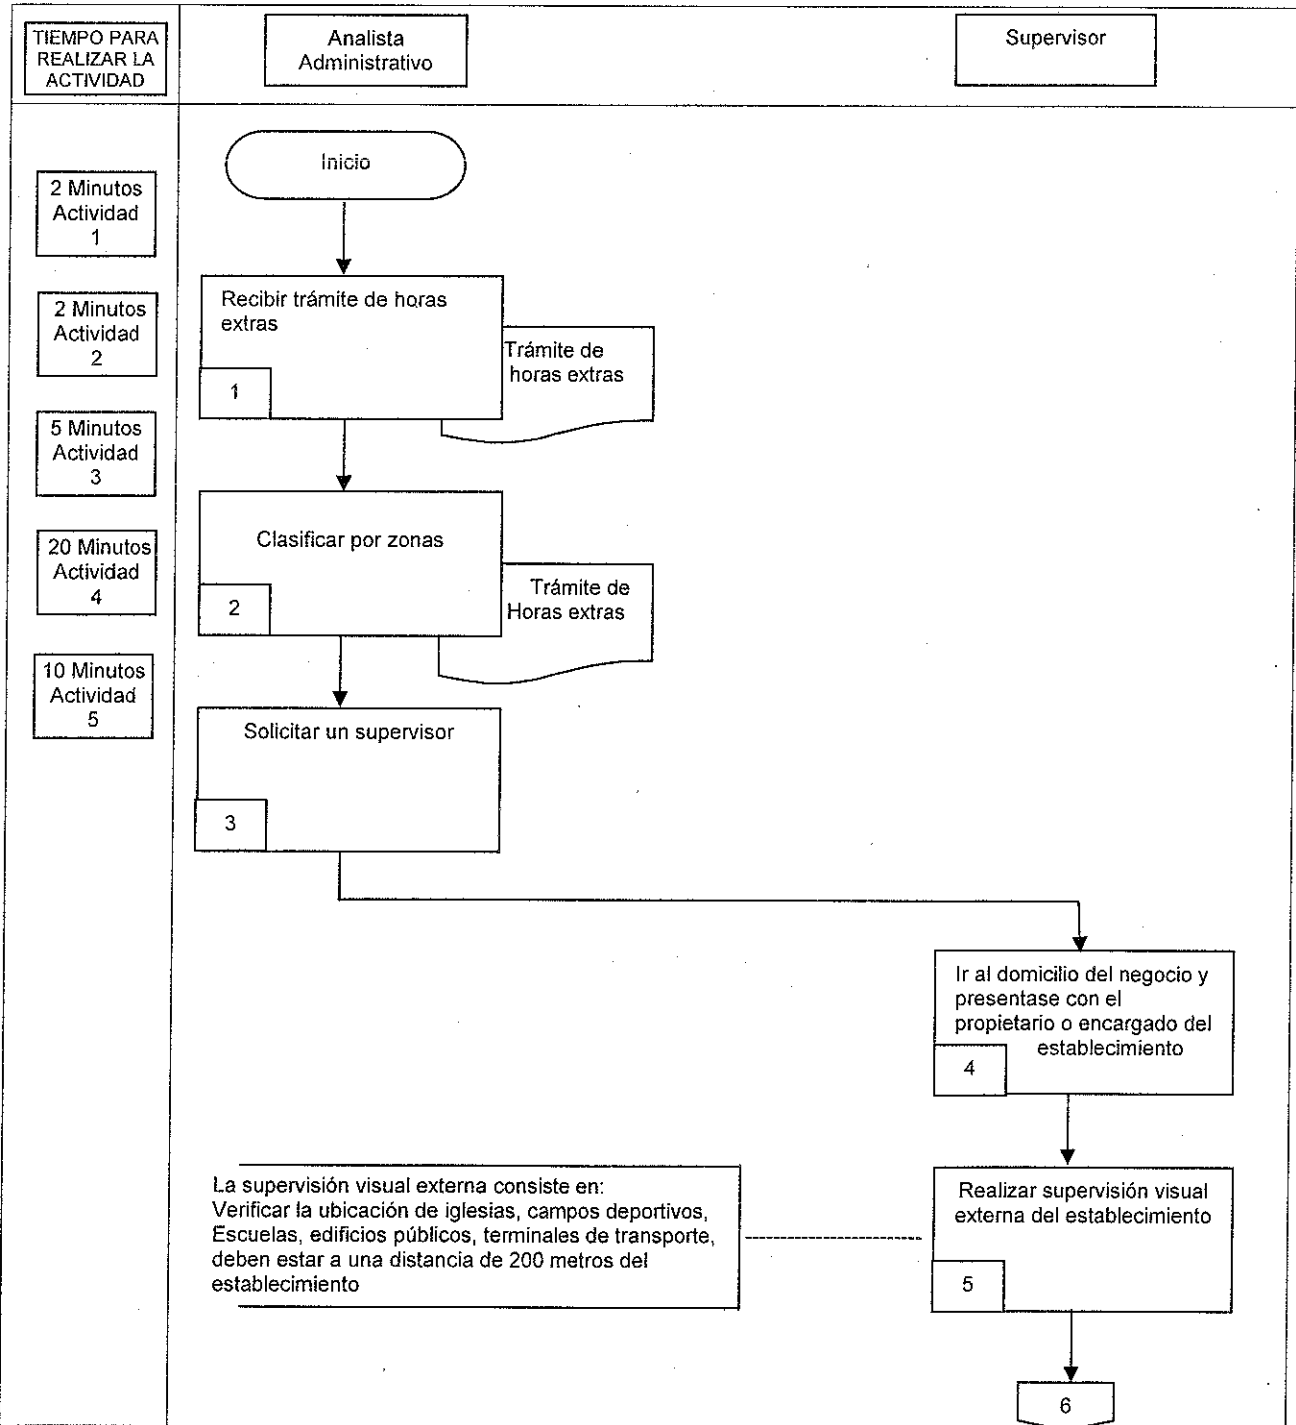 TIEMPO PARA
REALIZAR LA
ACTIVIDAD
Analista
Administrativo
Supervisor
2 Minutos
Actividad
1
2 Minutos
Actividad
2
5 Minutos
Actividad
3
20 Minutos
Actividad
4
10 Minutos
Actividad
5
Inicio
Recibir trámite de horas
extras
1
Trámite de
horas extras
Clasificar por zonas
2
Trámite de
Horas extras
Solicitar un supervisor
3
Ir al domicilio del negocio y
presentase con el
propietario o encargado del
establecimiento
4
La supervisión visual externa consiste en:
Verificar la ubicación de iglesias, campos deportivos,
Escuelas, edificios públicos, terminales de transporte,
deben estar a una distancia de 200 metros del
establecimiento
Realizar supervisión visual
externa del establecimiento
5
6